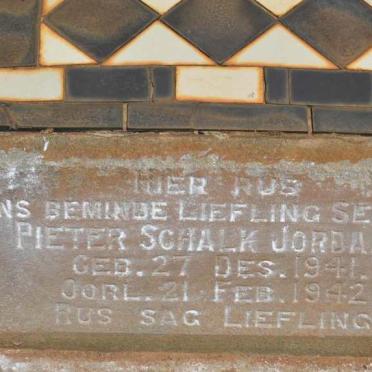 HIER RUS
NS BEMINDE LIEFLING SE
PIETER SCHALK JORDA
GEB. 27 DES. 1941.
OORL. 21 FEB. 1942
RUS SAG LIEFLING